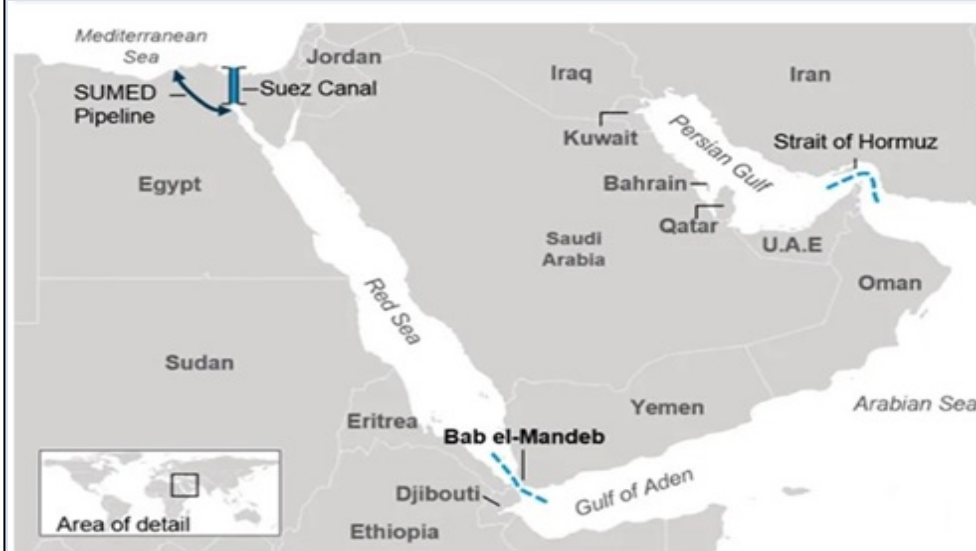 Mediterranean
Sea
Jordan
Iraq
Iran
SUMED
Pipeline
Suez Canal
Kuwait
Persian Gulf
Strait of Hormuz
Egypt
Bahrain
Qatar
U.A.E
Saudi
Arabia
Oman
Red Sea
Sudan
Yemen
Arabian Sea
Eritrea
Bab el-Mandeb
Djibouti
Gulf of Aden
Ethiopia
Area of detail